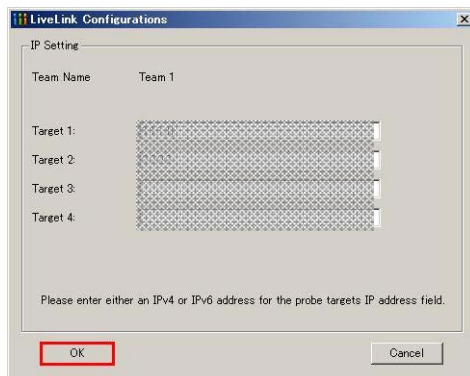 LiveLink Configurations
IP Setting
Team Name Team 1
Target 1:
Target 2:
Target 3:
Target 4:
Please enter either an IPv4 or IPv6 address for the probe targets IP address field.
OK Cancel